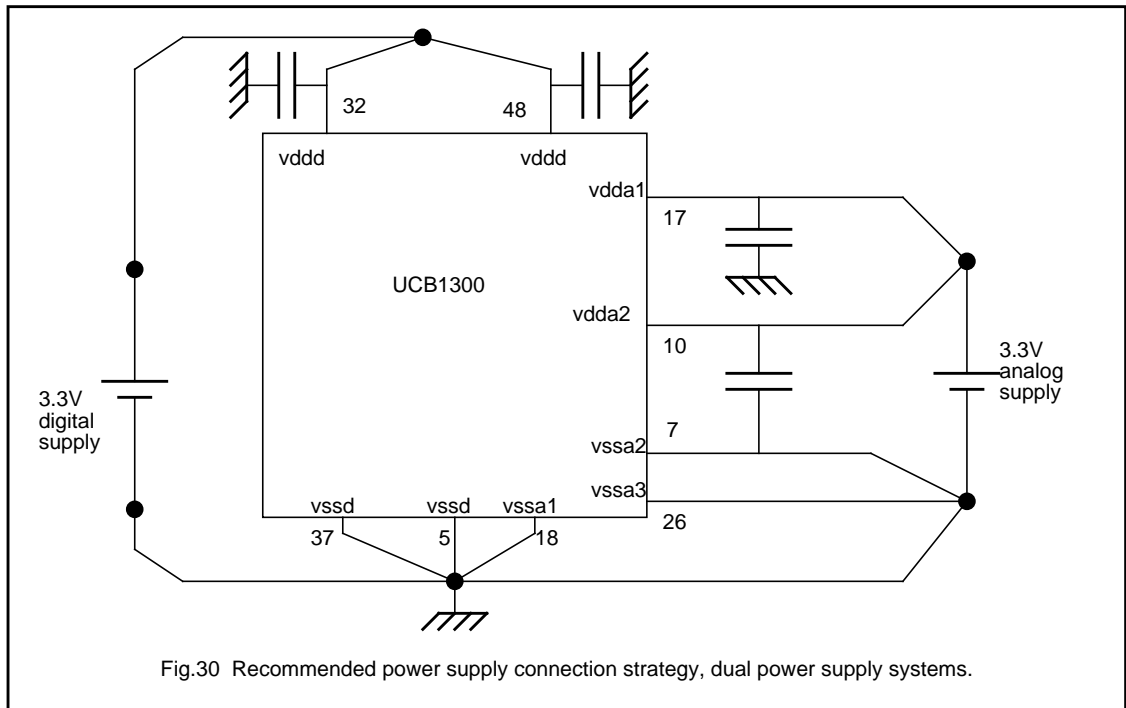 32
48
vddd
vddd
vdda1
17
UCB1300
vdda2
10
3.3V
analog
supply
3.3V
digital
supply
7
vssa2
vssa3
26
vssd
vssd
vssa1
37
5
18
Fig.30 Recommended power supply connection strategy, dual power supply systems.